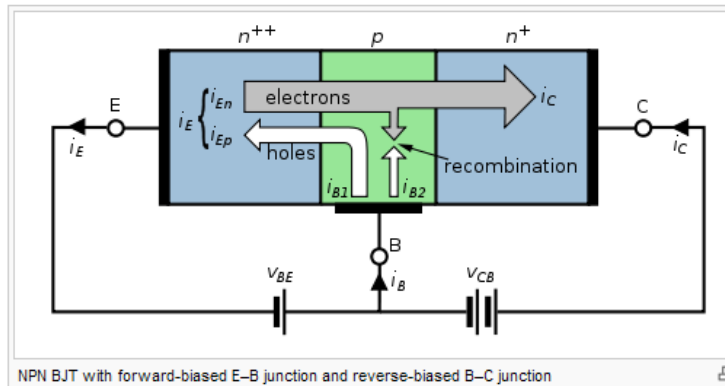 n++ p n+
E iEn electrons iC C
iE { iEp holes recombination
iE iB1 iB2 iC
B
vBE iB vCB
NPN BJT with forward-biased E–B junction and reverse-biased B–C junction